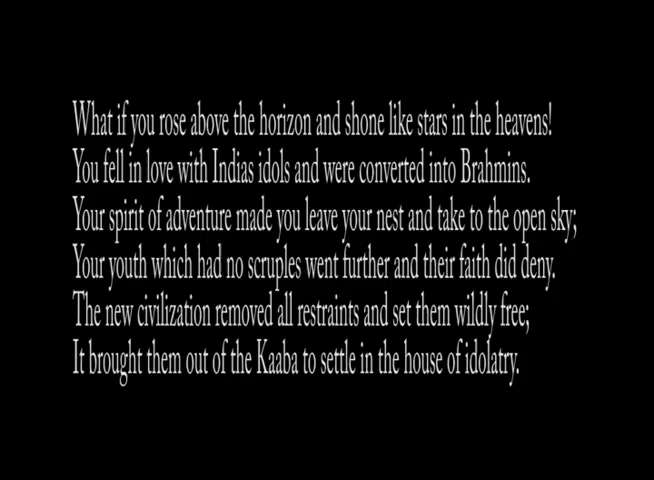 What if you rose above the horizon and shone like stars in the heavens!
You fell in love with Indias idols and were converted into Brahmins.
Your spirit of adventure made you leave your nest and take to the open sky;
Your youth which had no scruples went further and their faith did deny.
The new civilization removed all restraints and set them wildly free;
It brought them out of the Kaaba to settle in the house of idolatry.